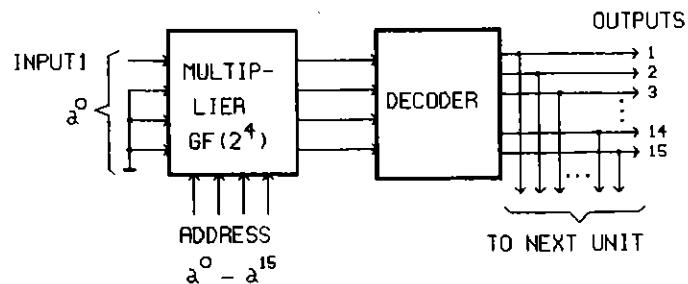 OUTPUTS
INPUT1
a⁰
MULTIP-
LIER
GF(2⁴)
DECODER
1
2
3
14
15
ADDRESS
a⁰ - a¹⁵
TO NEXT UNIT